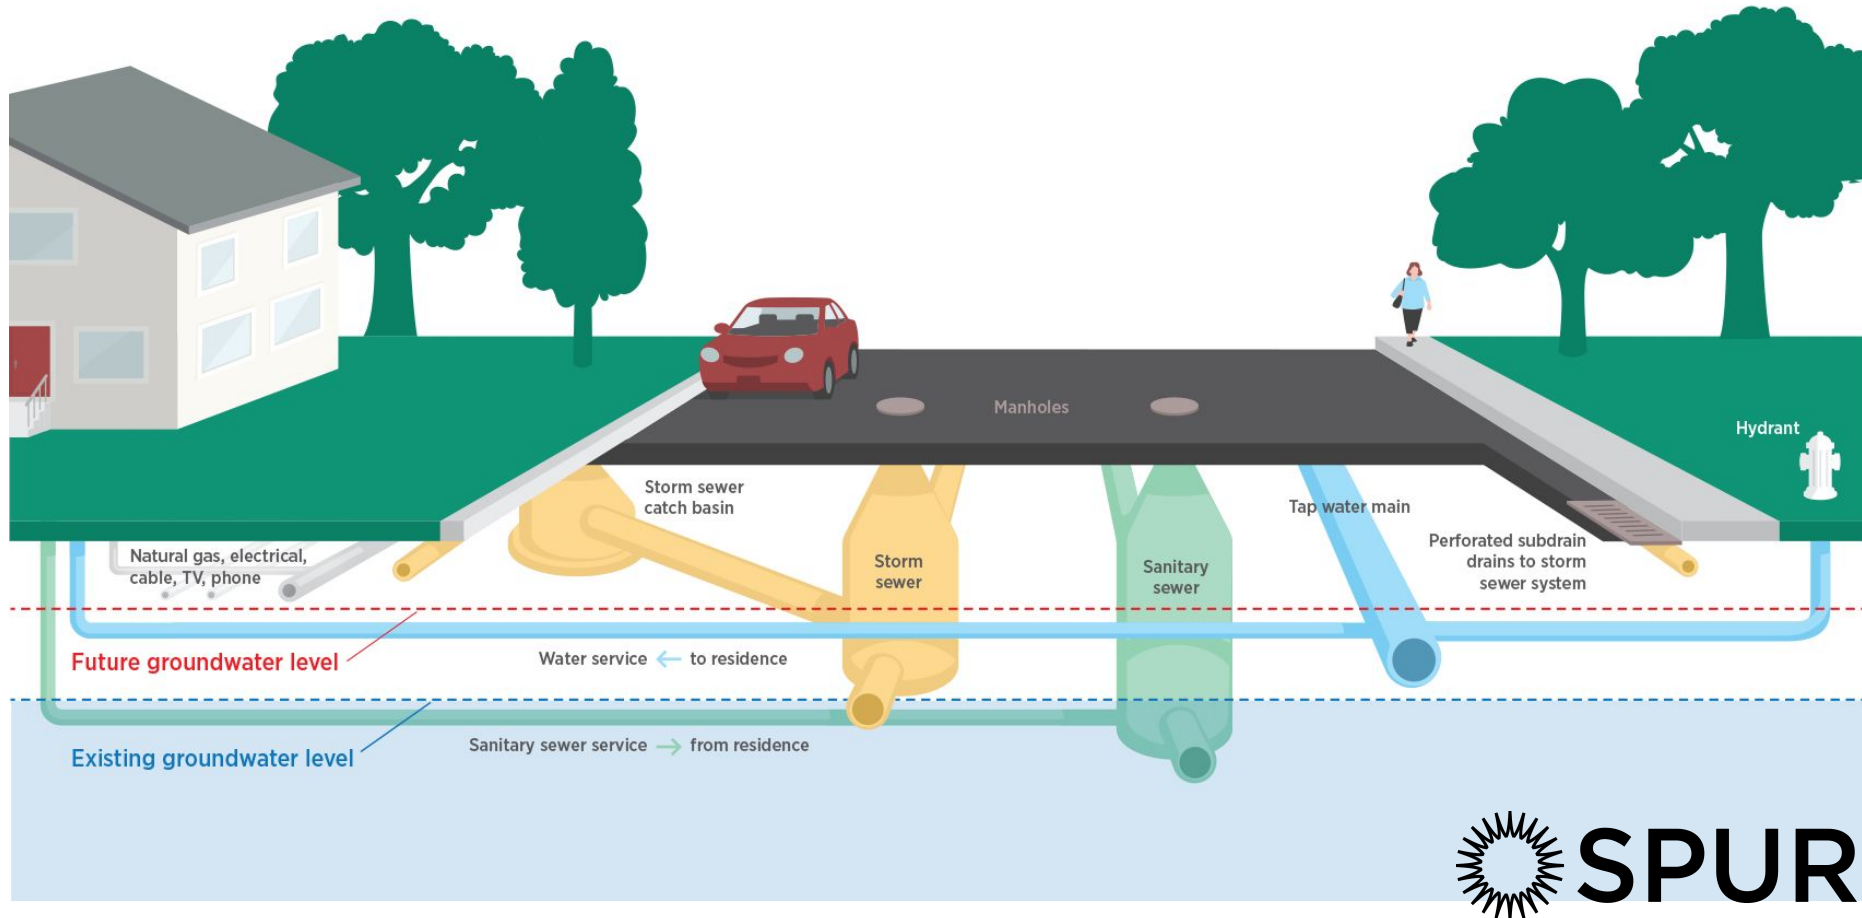 Manholes
Hydrant
Storm sewer
catch basin
Tap water main
Natural gas, electrical,
cable, TV, phone
Storm
sewer
Sanitary
sewer
Perforated subdrain
drains to storm
sewer system
Future groundwater level
Water service
to residence
Existing groundwater level
Sanitary sewer service
from residence
SPUR